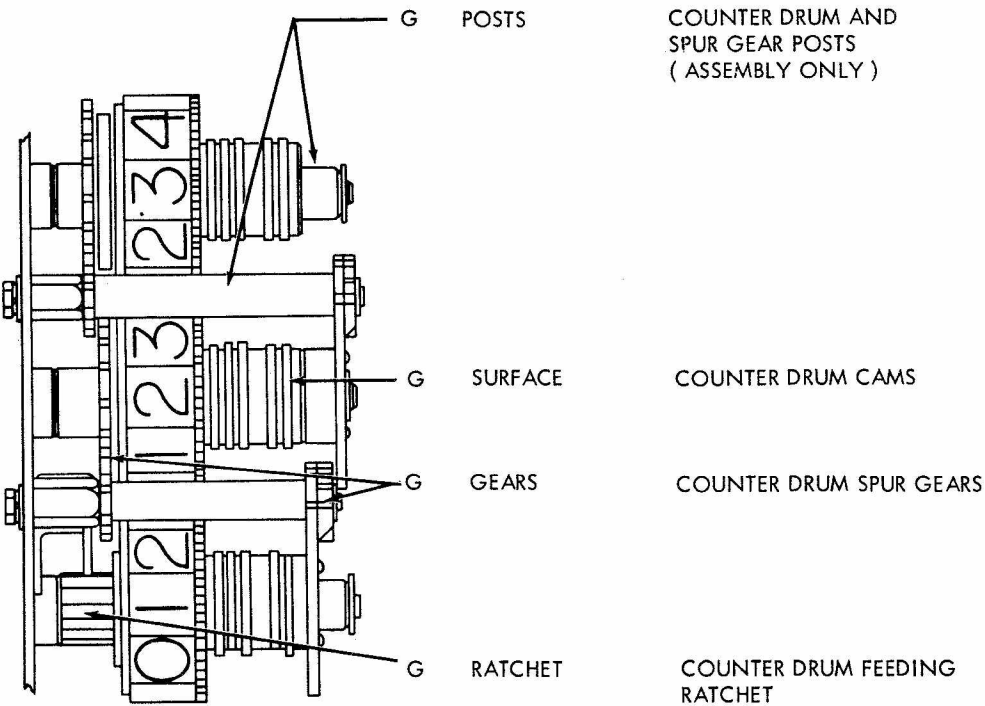 G POSTS COUNTER DRUM AND
SPUR GEAR POSTS
( ASSEMBLY ONLY )
4
3
2
3
2
1
2
1
0
G SURFACE COUNTER DRUM CAMS
G GEARS COUNTER DRUM SPUR GEARS
G RATCHET COUNTER DRUM FEEDING
RATCHET